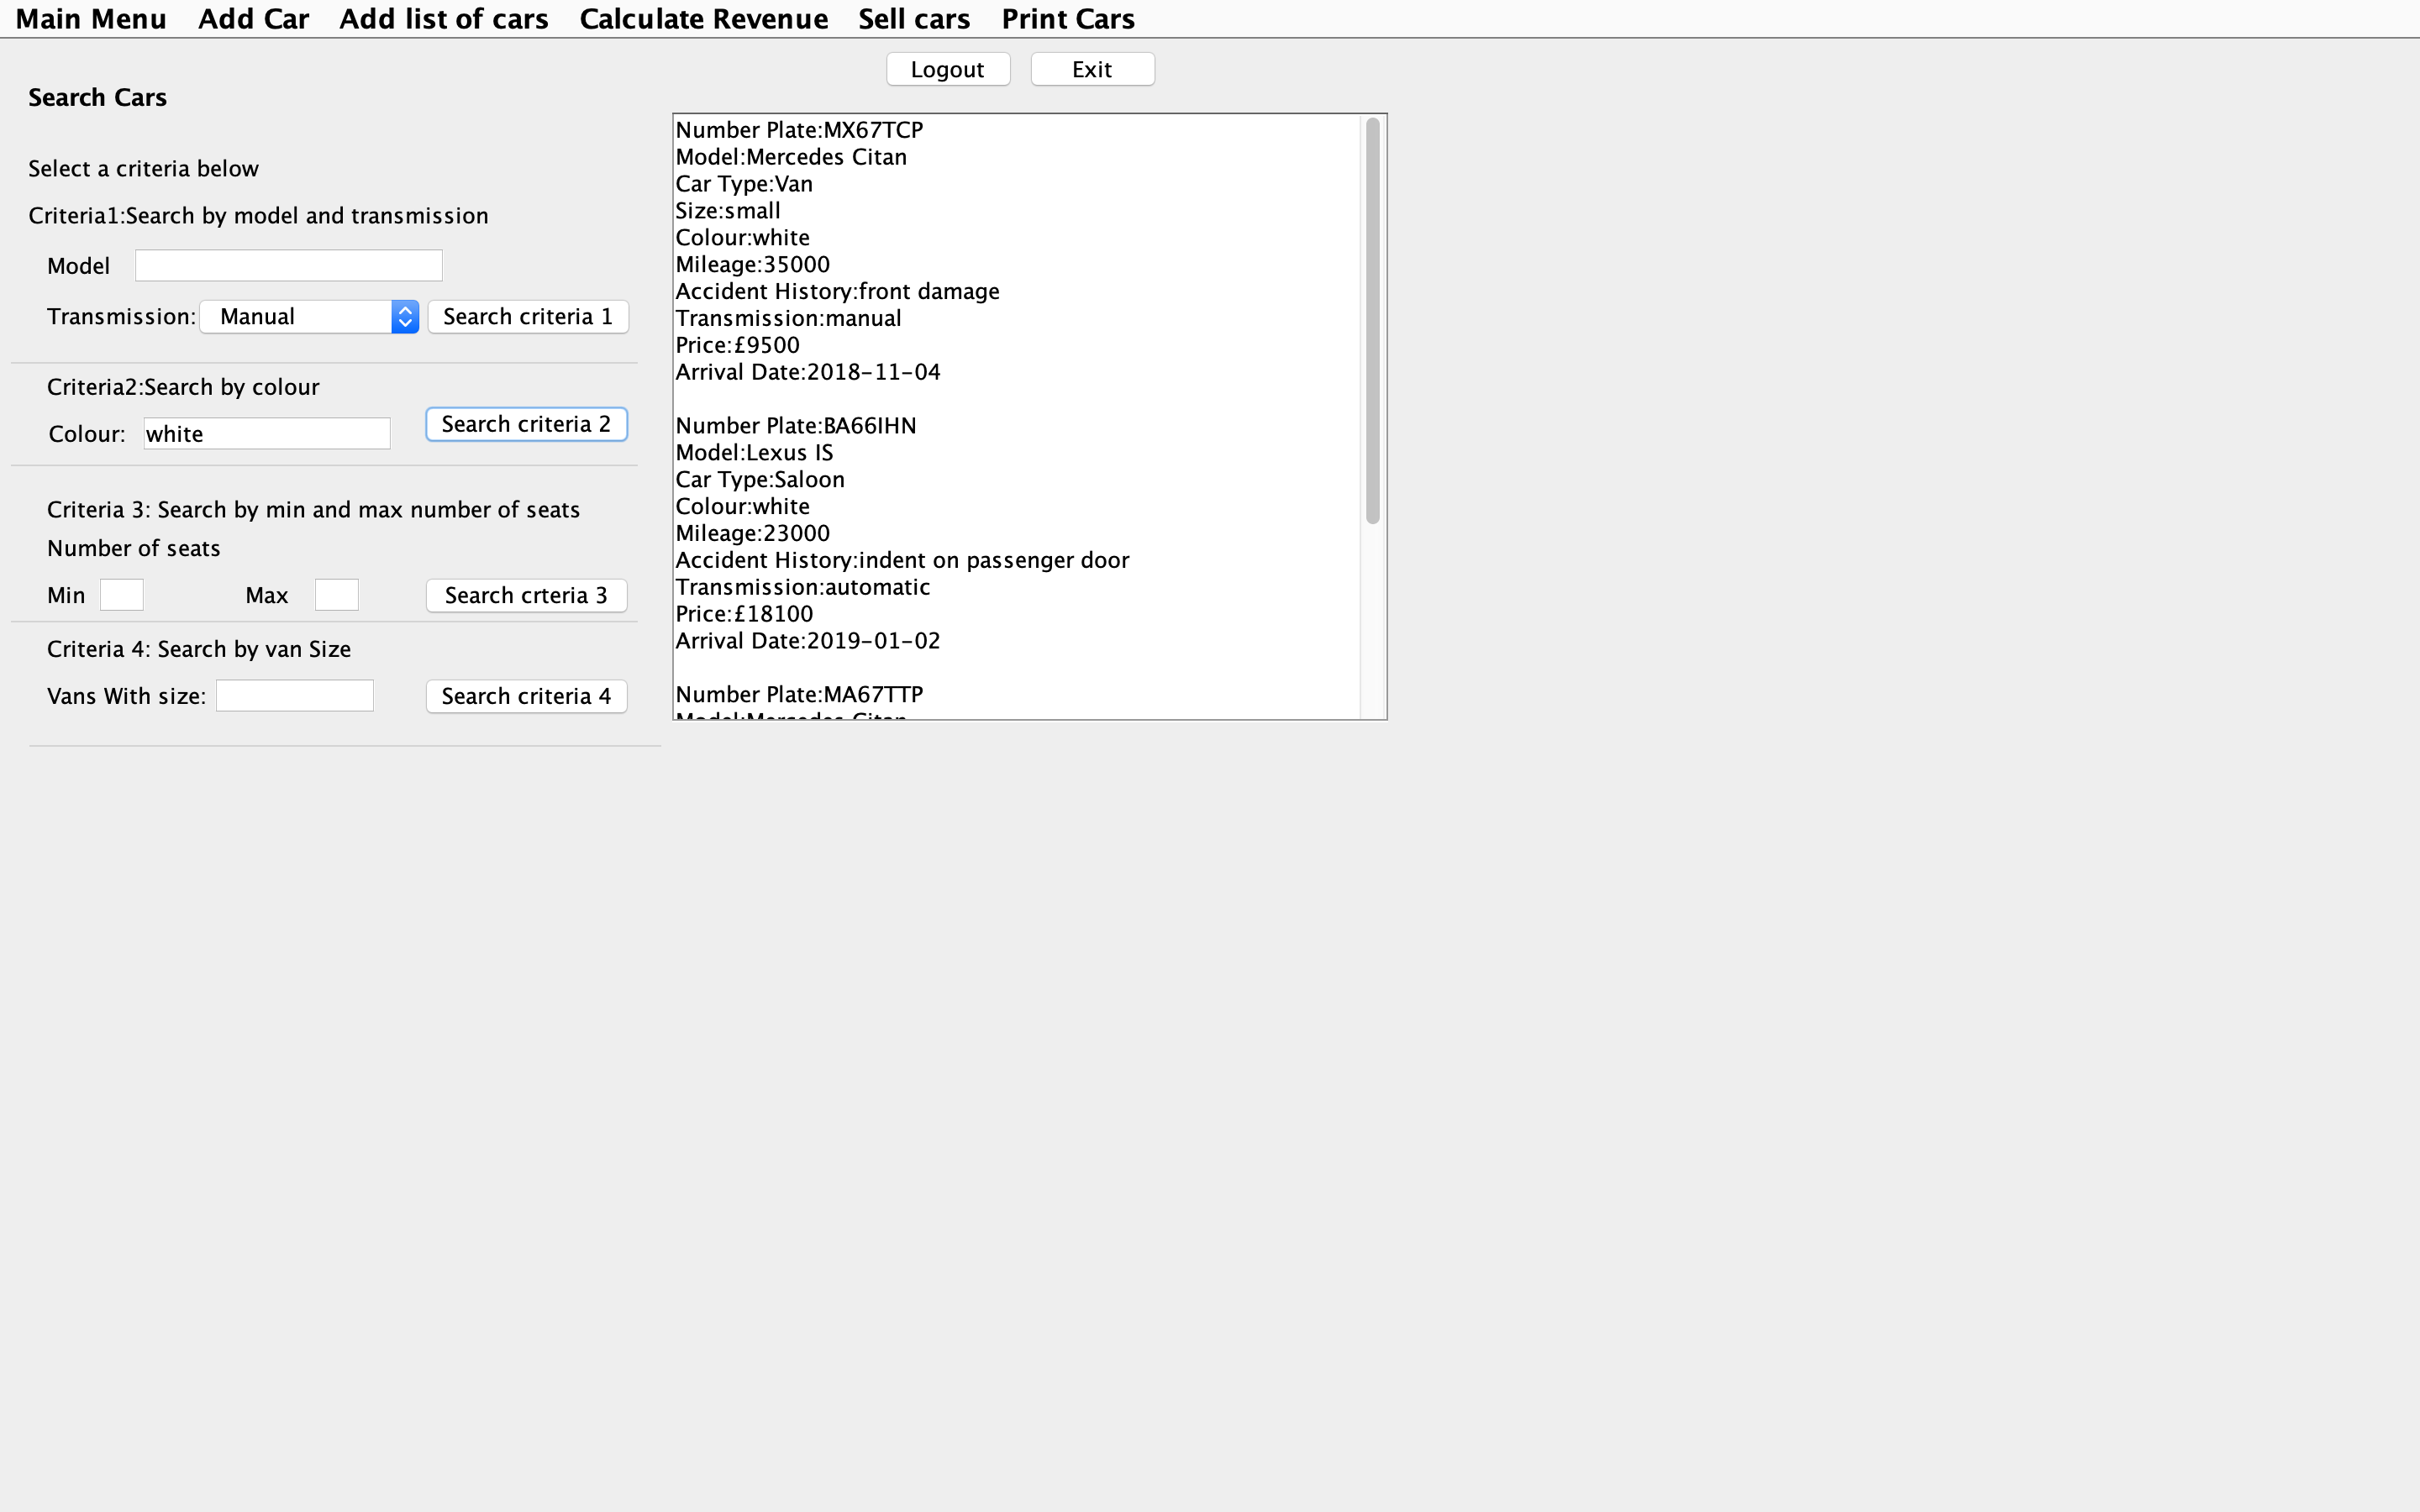 Main Menu Add Car Add list of cars Calculate Revenue Sell cars Print Cars
Logout Exit
Search Cars
Select a criteria below
Criteria1:Search by model and transmission
Model
Transmission: Manual Search criteria 1
Criteria2:Search by colour
Colour: white Search criteria 2
Criteria 3: Search by min and max number of seats
Number of seats
Min Max Search crteria 3
Criteria 4: Search by van Size
Vans With size: Search criteria 4
Number Plate:MX67TCP
Model:Mercedes Citan
Car Type:Van
Size:small
Colour:white
Mileage:35000
Accident History:front damage
Transmission:manual
Price:£9500
Arrival Date:2018-11-04
Number Plate:BA66IHN
Model:Lexus IS
Car Type:Saloon
Colour:white
Mileage:23000
Accident History:indent on passenger door
Transmission:automatic
Price:£18100
Arrival Date:2019-01-02
Number Plate:MA67TTP
Model:Mercedes Citan